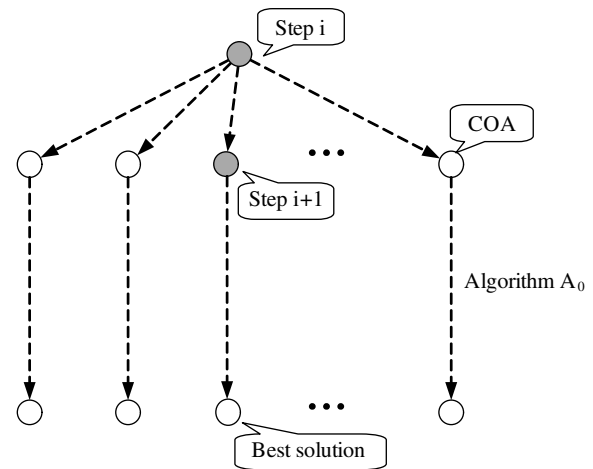 Step i
COA
Step i+1
Algorithm A₀
Best solution